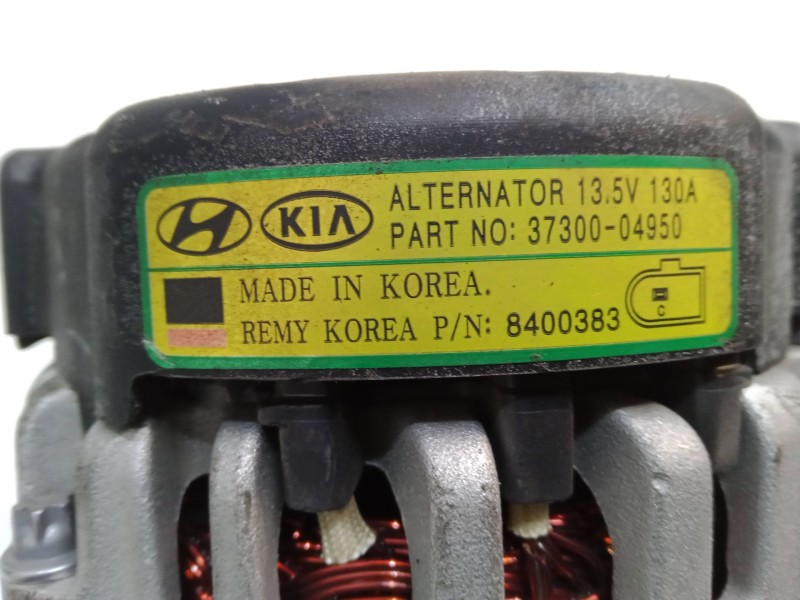 KIA
ALTERNATOR 13.5V 130A
PART NO: 37300-04950
MADE IN KOREA.
REMY KOREA P/N: 8400383
C